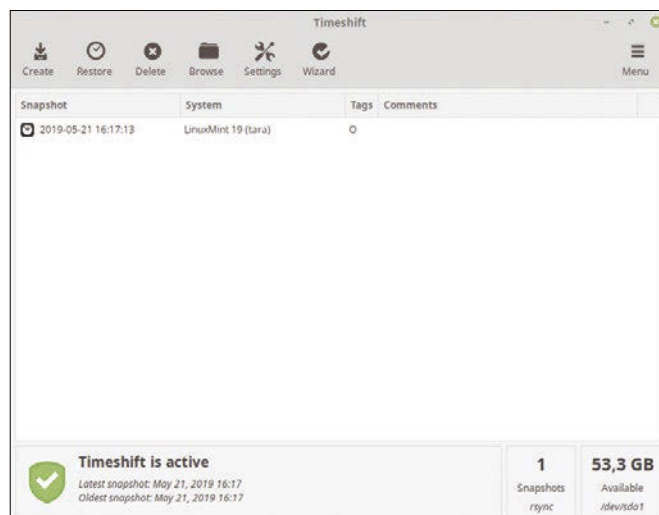 Timeshift
Create Restore Delete Browse Settings Wizard Menu
Snapshot System Tags Comments
2019-05-21 16:17:13 LinuxMint 19 (tara) O
Timeshift is active
Latest snapshot: May 21, 2019 16:17
Oldest snapshot: May 21, 2019 16:17
1
Snapshots
rsync
53,3 GB
Available
/dev/sda1